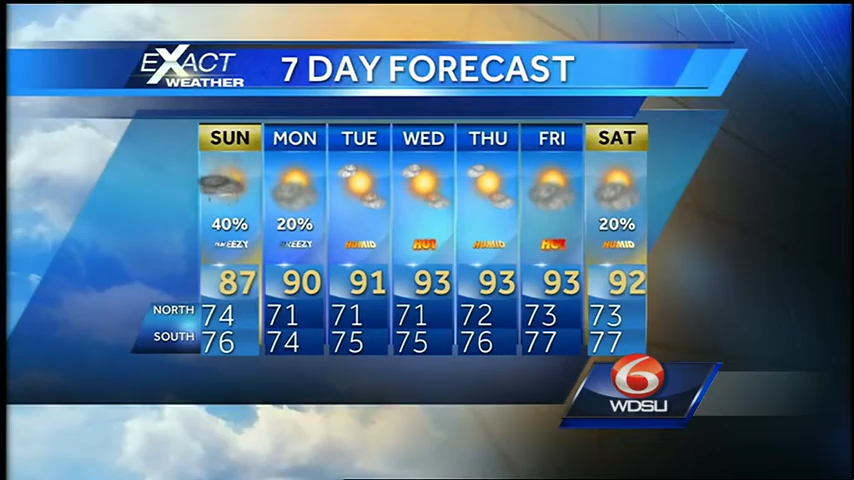 EXACT
WEATHER
7 DAY FORECAST
SUN MON TUE WED THU FRI SAT
40% 20% 20%
BREEZY BREEZY HUMID HOT HUMID HOT HUMID
87 90 91 93 93 93 92
NORTH 74 71 71 71 72 73 73
SOUTH 76 74 75 75 76 77 77
6
WDSU